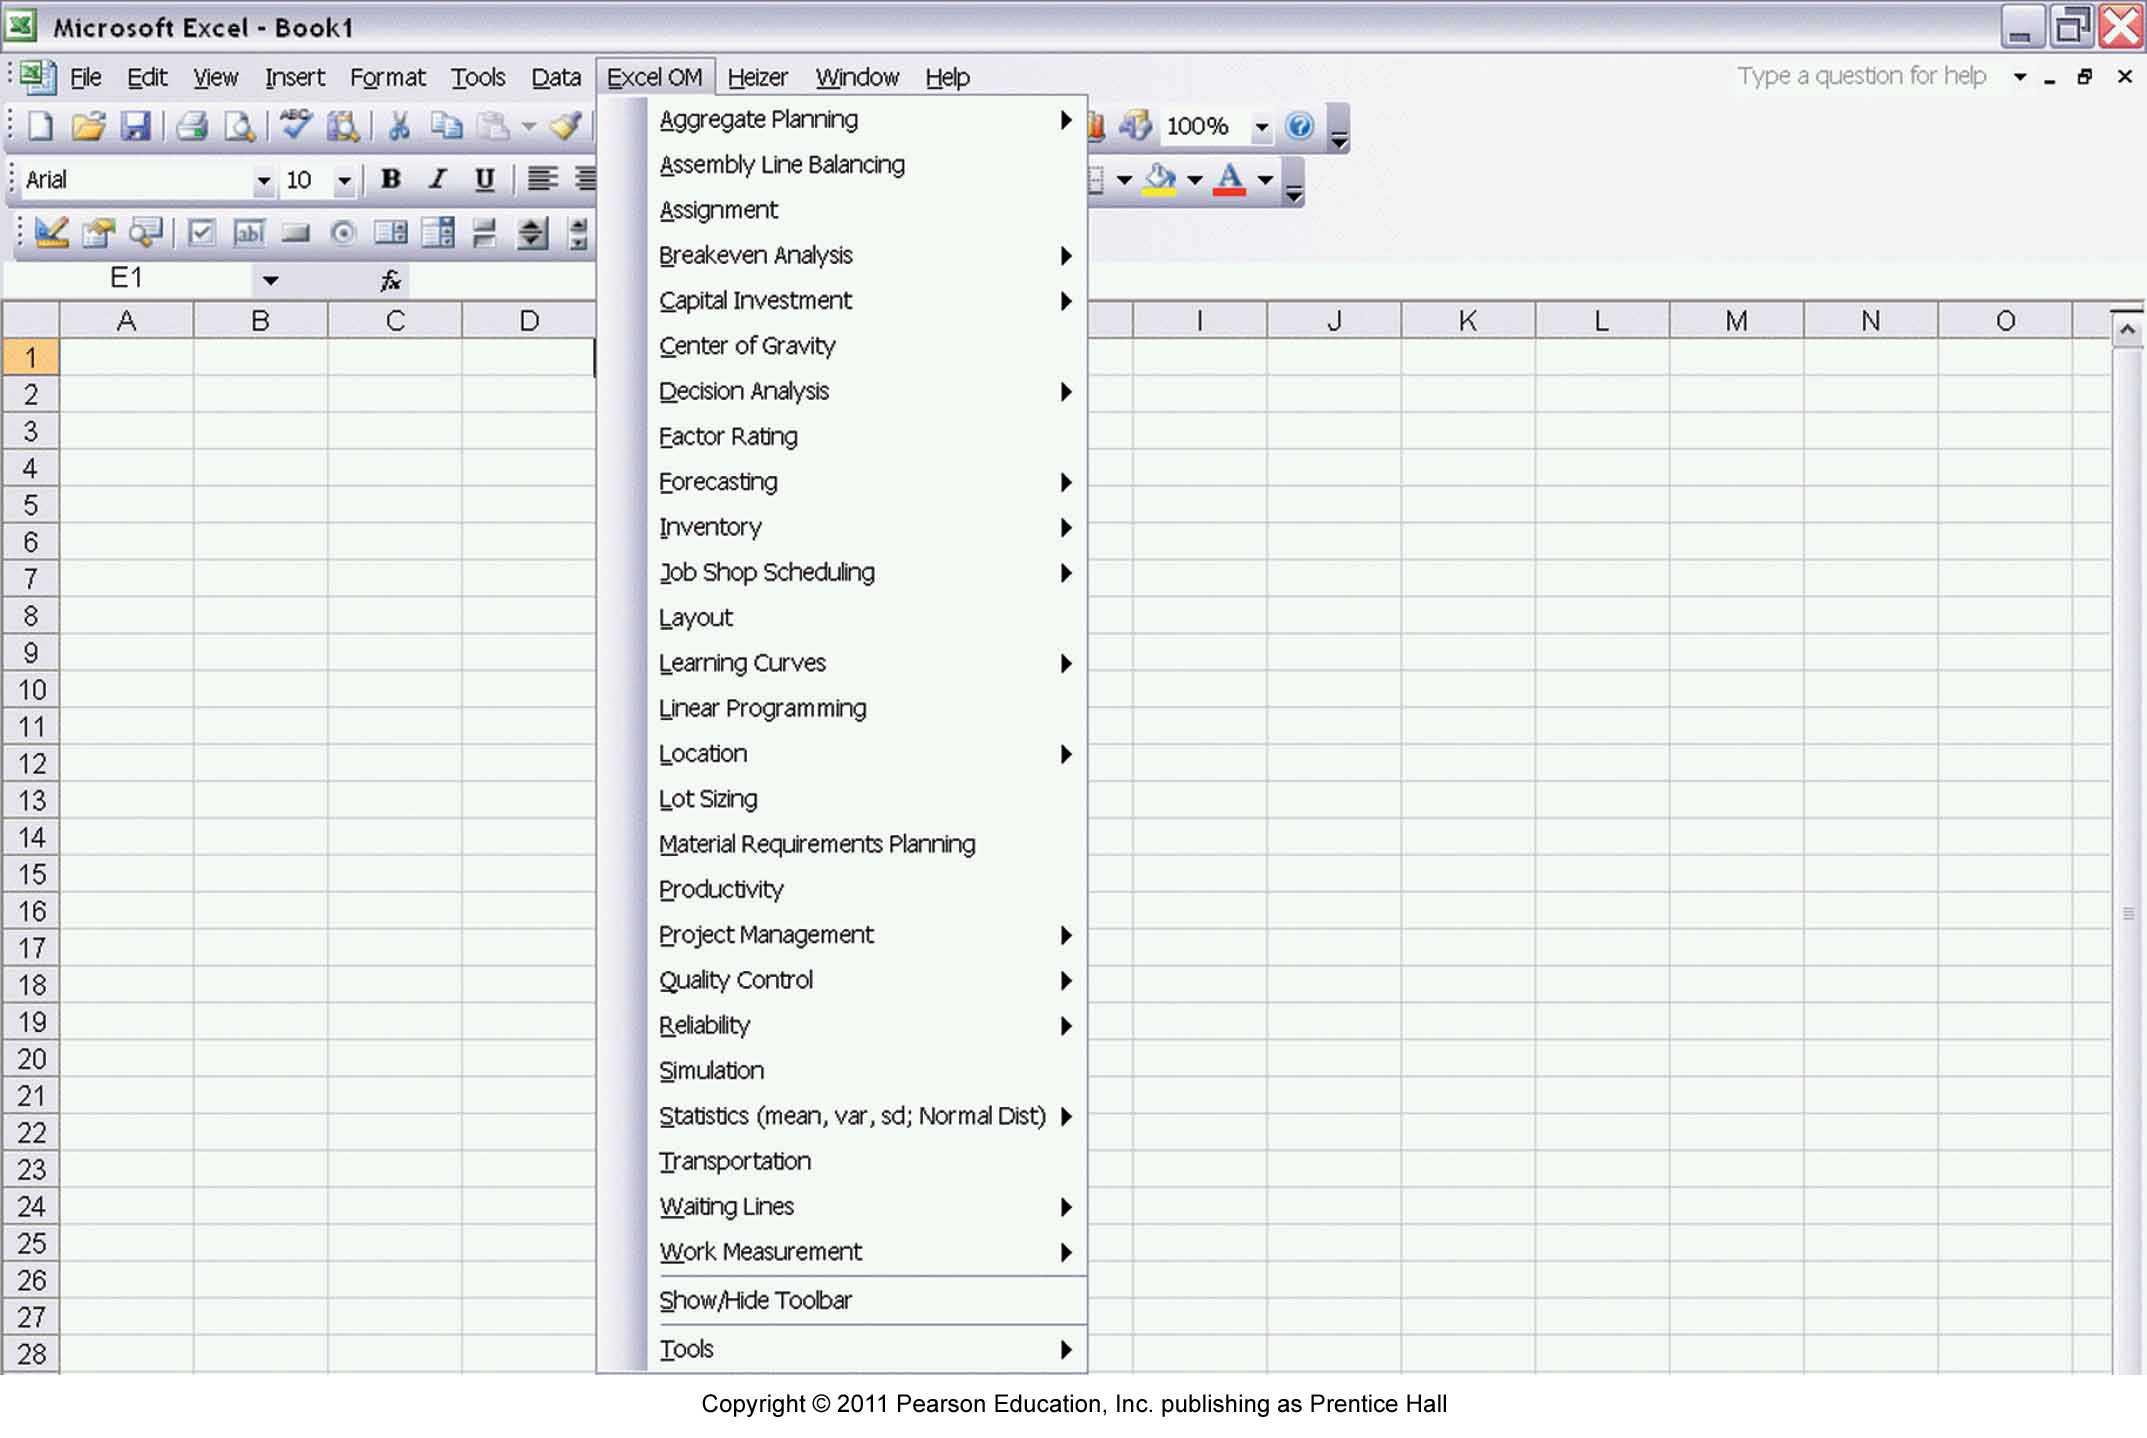 Microsoft Excel - Book1
File Edit View Insert Format Tools Data Excel OM Heizer Window Help Type a question for help
ABC 100% ?
Arial 10 B I U A
ab|
E1 fx
A B C D I J K L M N O
Aggregate Planning
Assembly Line Balancing
Assignment
Breakeven Analysis
Capital Investment
Center of Gravity
Decision Analysis
Factor Rating
Forecasting
Inventory
Job Shop Scheduling
Layout
Learning Curves
Linear Programming
Location
Lot Sizing
Material Requirements Planning
Productivity
Project Management
Quality Control
Reliability
Simulation
Statistics (mean, var, sd; Normal Dist)
Transportation
Waiting Lines
Work Measurement
Show/Hide Toolbar
Tools
1
2
3
4
5
6
7
8
9
10
11
12
13
14
15
16
17
18
19
20
21
22
23
24
25
26
27
28
Copyright © 2011 Pearson Education, Inc. publishing as Prentice Hall